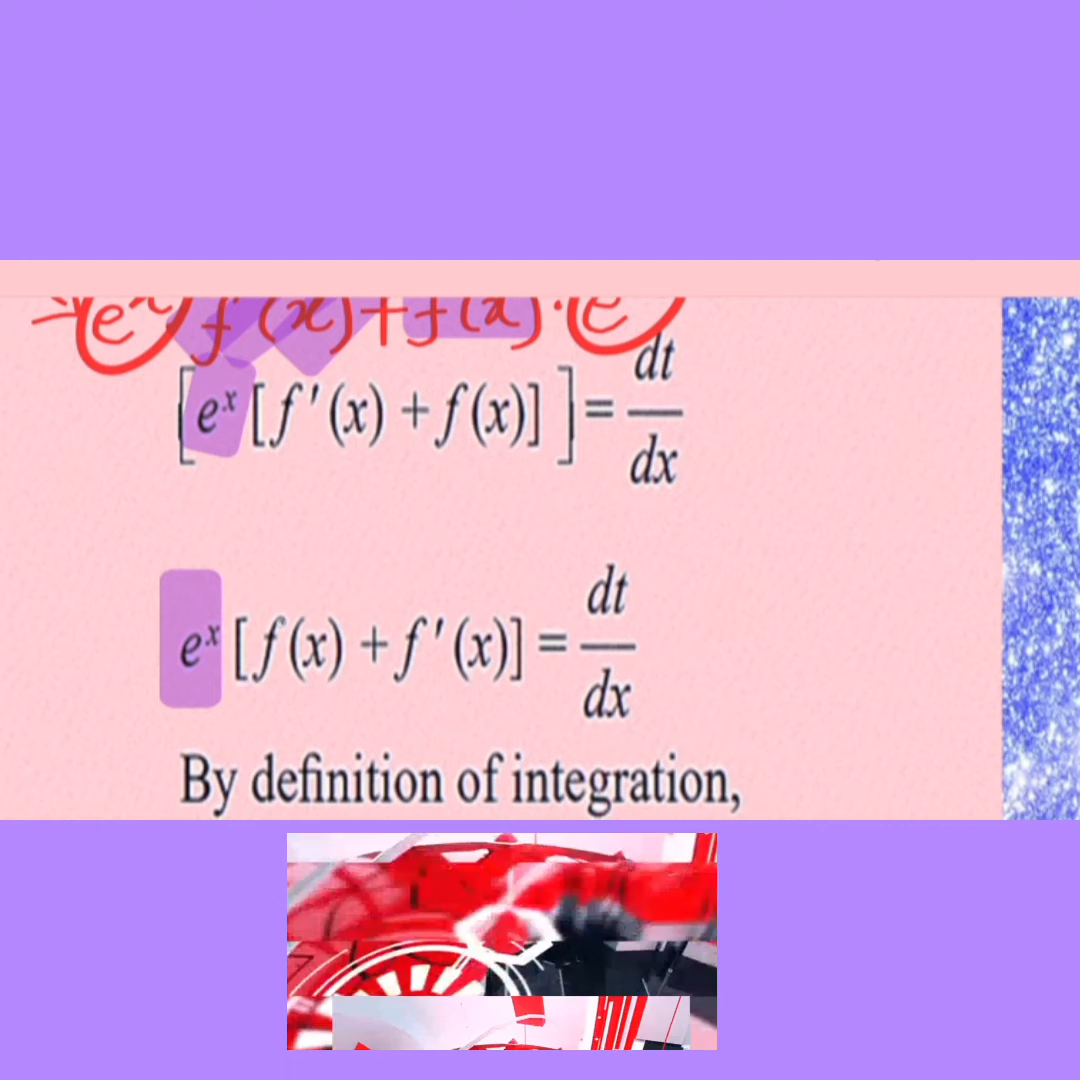 e^x f'(x) + f(x) · e
[e^x [f'(x) + f(x)]] = dt/dx
e^x [f(x) + f'(x)] = dt/dx
By definition of integration,